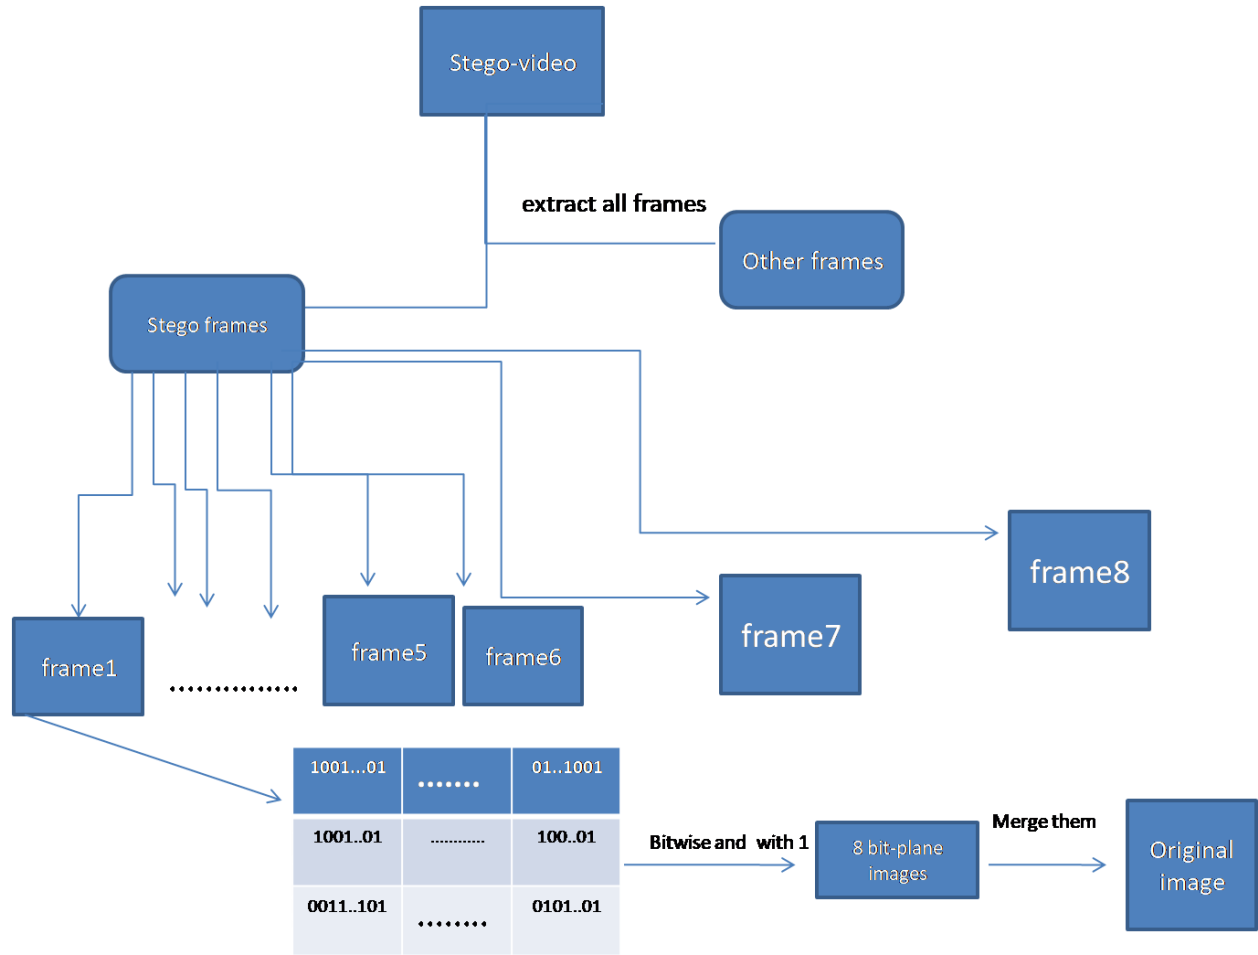 Stego-video
extract all frames
Other frames
Stego frames
frame8
frame7
frame1
...............
frame5
frame6
1001...01
.......
01..1001
1001..01
............
100..01
0011..101
........
0101..01
Bitwise and with 1
8 bit-plane
images
Merge them
Original
image